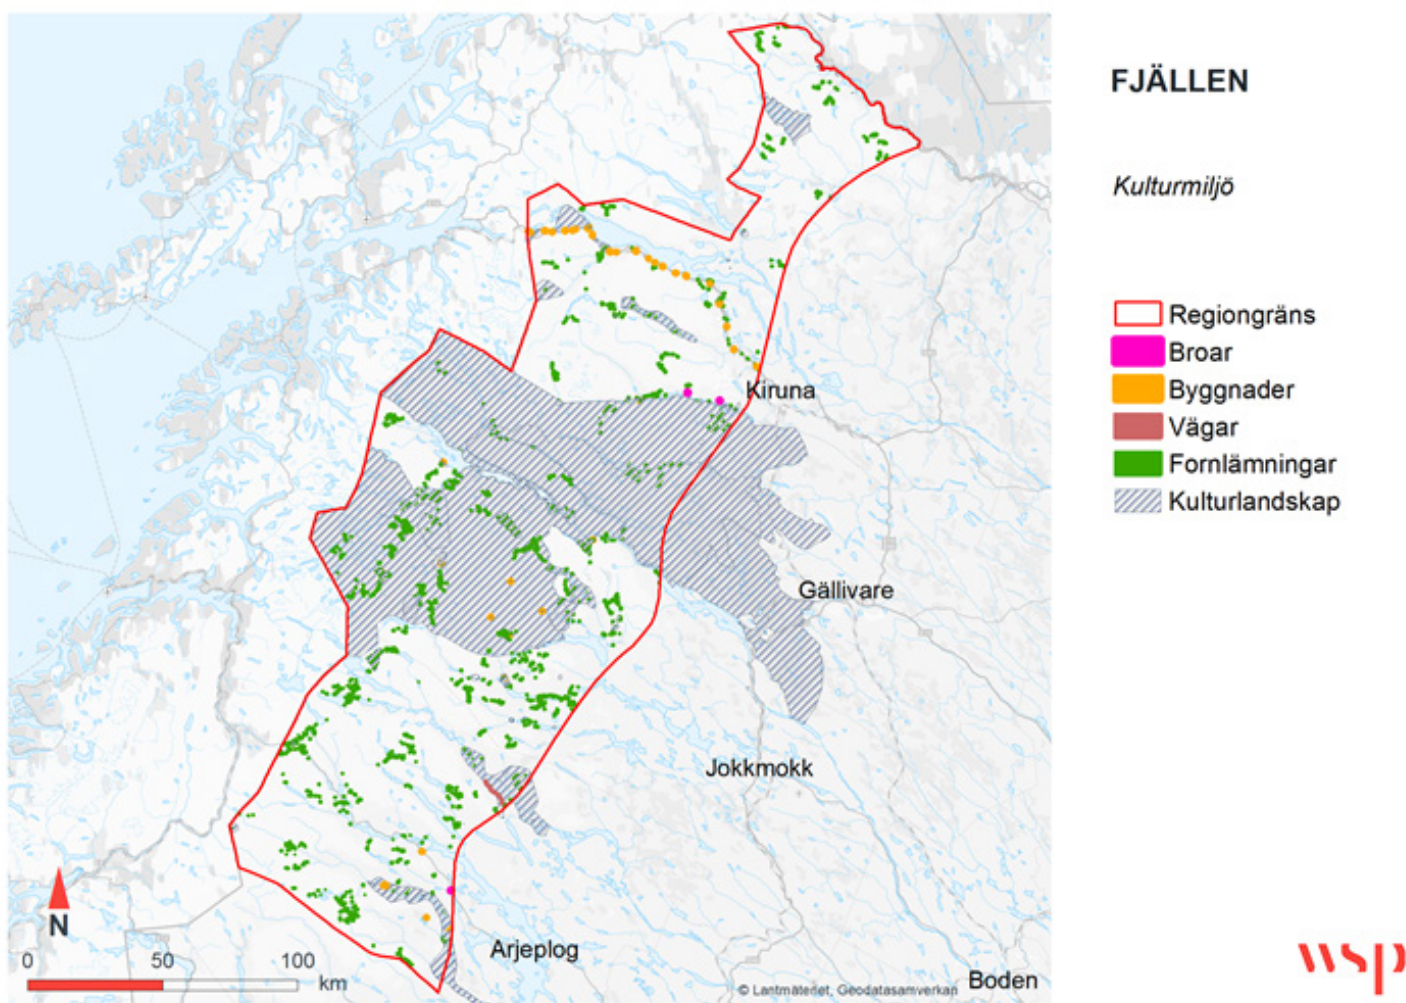 FJÄLLEN
Kulturmiljö
Regiongräns
Broar
Byggnader
Vägar
Fornlämningar
Kulturlandskap
Kiruna
Gällivare
Jokkmokk
Arjeplog
Boden
N
0 50 100
km
© Lantmäteriet, Geodatasamverkan
wsp